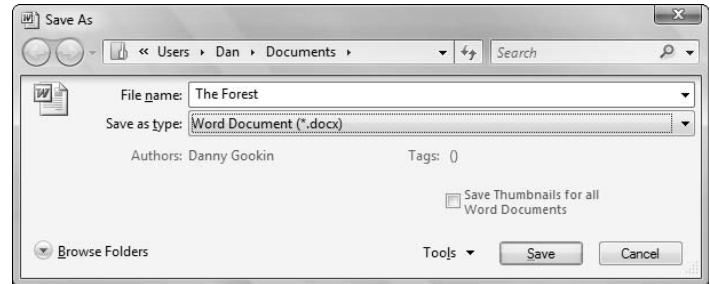 Save As
« Users Dan Documents Search
File name: The Forest
Save as type: Word Document (*.docx)
Authors: Danny Gookin Tags: ()
Save Thumbnails for all
Word Documents
Browse Folders Tools Save Cancel